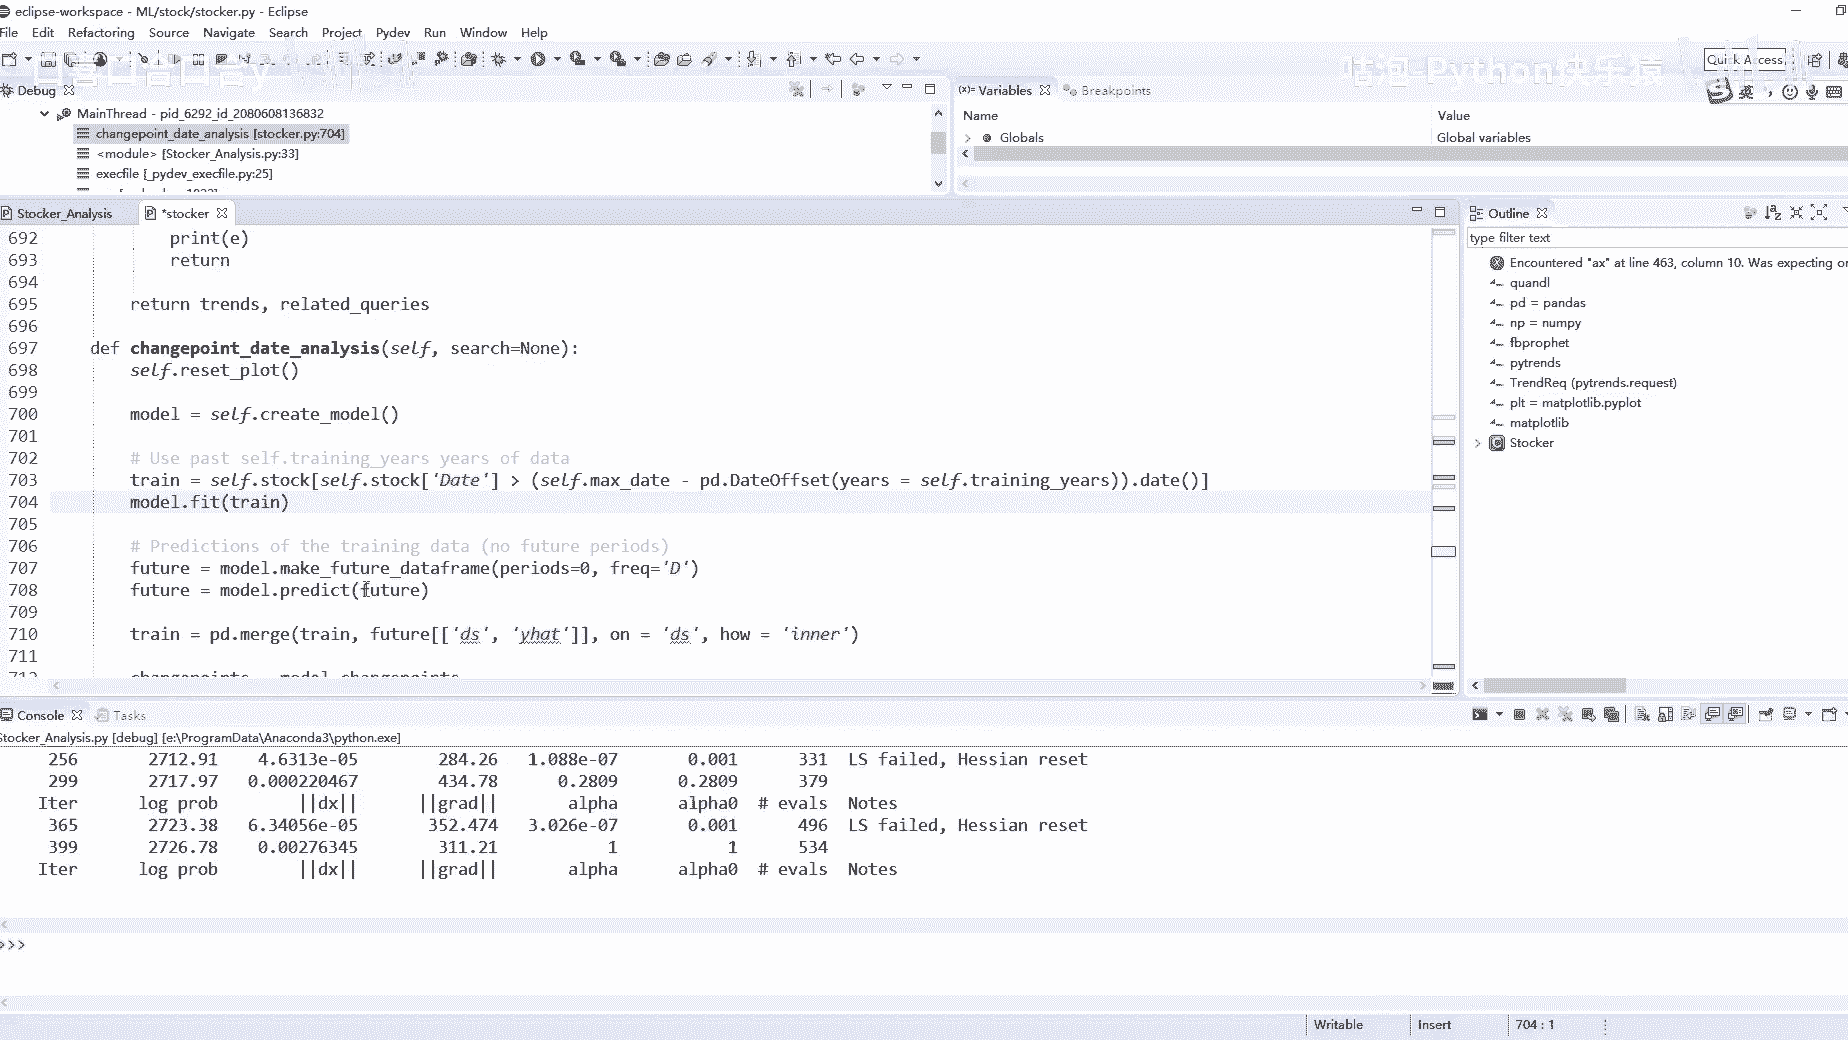 eclipse-workspace - ML/stock/stocker.py - Eclipse
File Edit Refactoring Source Navigate Search Project Pydev Run Window Help
Quick Access
Debug
(x)= Variables
Breakpoints
MainThread - pid_6292_id_2080608136832
changepoint_date_analysis [stocker.py:704]
<module> [Stocker_Analysis.py:33]
execfile [_pydev_execfile.py:25]
Name Value
Globals Global variables
Stocker_Analysis
*stocker
692 print(e)
693 return
694
695 return trends, related_queries
696
697 def changepoint_date_analysis(self, search=None):
698 self.reset_plot()
699
700 model = self.create_model()
701
702 # Use past self.training_years years of data
703 train = self.stock[self.stock['Date'] > (self.max_date - pd.DateOffset(years = self.training_years)).date()]
704 model.fit(train)
705
706 # Predictions of the training data (no future periods)
707 future = model.make_future_dataframe(periods=0, freq='D')
708 future = model.predict(future)
709
710 train = pd.merge(train, future[['ds', 'yhat']], on = 'ds', how = 'inner')
711
712 changepoints = model.changepoints
Outline
type filter text
Encountered "ax" at line 463, column 10. Was expecting
quandl
pd = pandas
np = numpy
fbprophet
pytrends
TrendReq (pytrends.request)
plt = matplotlib.pyplot
matplotlib
Stocker
Console
Tasks
Stocker_Analysis.py [debug] [e:\ProgramData\Anaconda3\python.exe]
256 2712.91 4.6313e-05 284.26 1.088e-07 0.001 331 LS failed, Hessian reset
299 2717.97 0.000220467 434.78 0.2809 0.2809 379
Iter log prob ||dx|| ||grad|| alpha alpha0 # evals Notes
365 2723.38 6.34056e-05 352.474 3.026e-07 0.001 496 LS failed, Hessian reset
399 2726.78 0.00276345 311.21 1 1 534
Iter log prob ||dx|| ||grad|| alpha alpha0 # evals Notes
>>>
Writable Insert 704 : 1